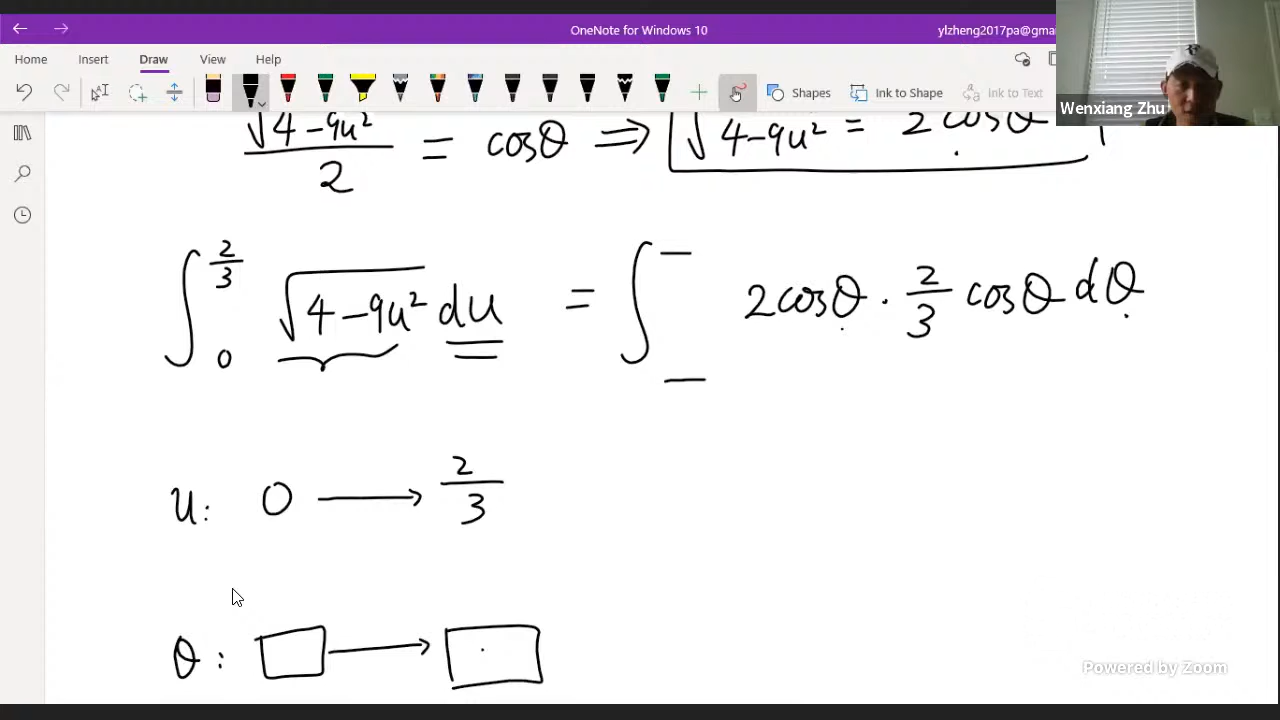 OneNote for Windows 10
ylzheng2017pa@gma
Home Insert Draw View Help
Shapes Ink to Shape Ink to Text
Wenxiang Zhu
√(4-9u²)/2 = cosθ ⟹ √(4-9u²) = 2cosθ
∫₀^(2/3) √(4-9u²) du = ∫ 2cosθ · 2/3 cosθ dθ
u: 0 → 2/3
θ: □ → □
Powered by Zoom